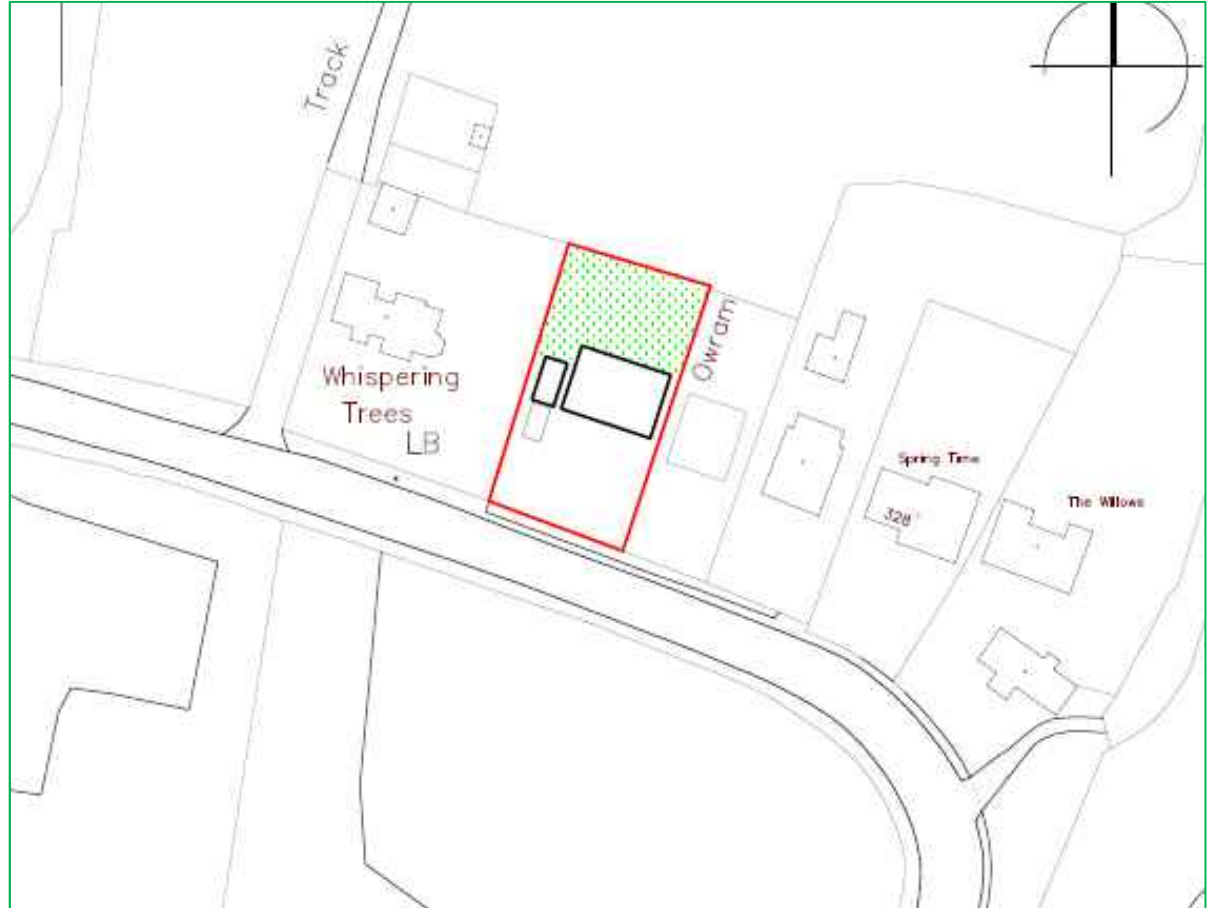 Track
Owram
Whispering
Trees
LB
Spring Time
328
The Willows